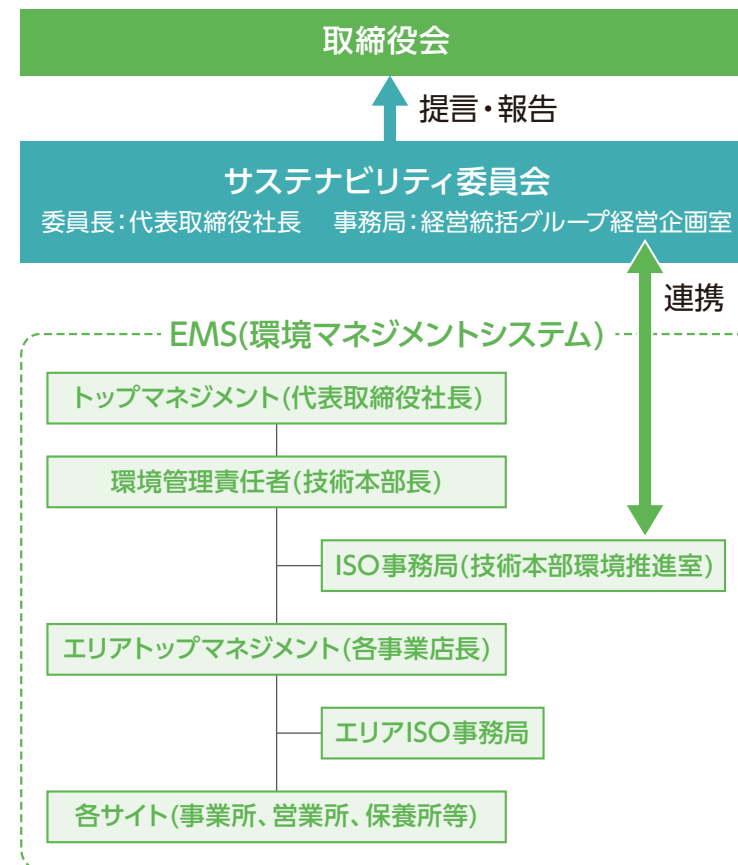 取締役会
提言・報告
サステナビリティ委員会
委員長：代表取締役社長　事務局：経営統括グループ経営企画室
連携
EMS(環境マネジメントシステム)
トップマネジメント(代表取締役社長)
環境管理責任者(技術本部長)
ISO事務局(技術本部環境推進室)
エリアトップマネジメント(各事業店長)
エリアISO事務局
各サイト(事業所、営業所、保養所等)